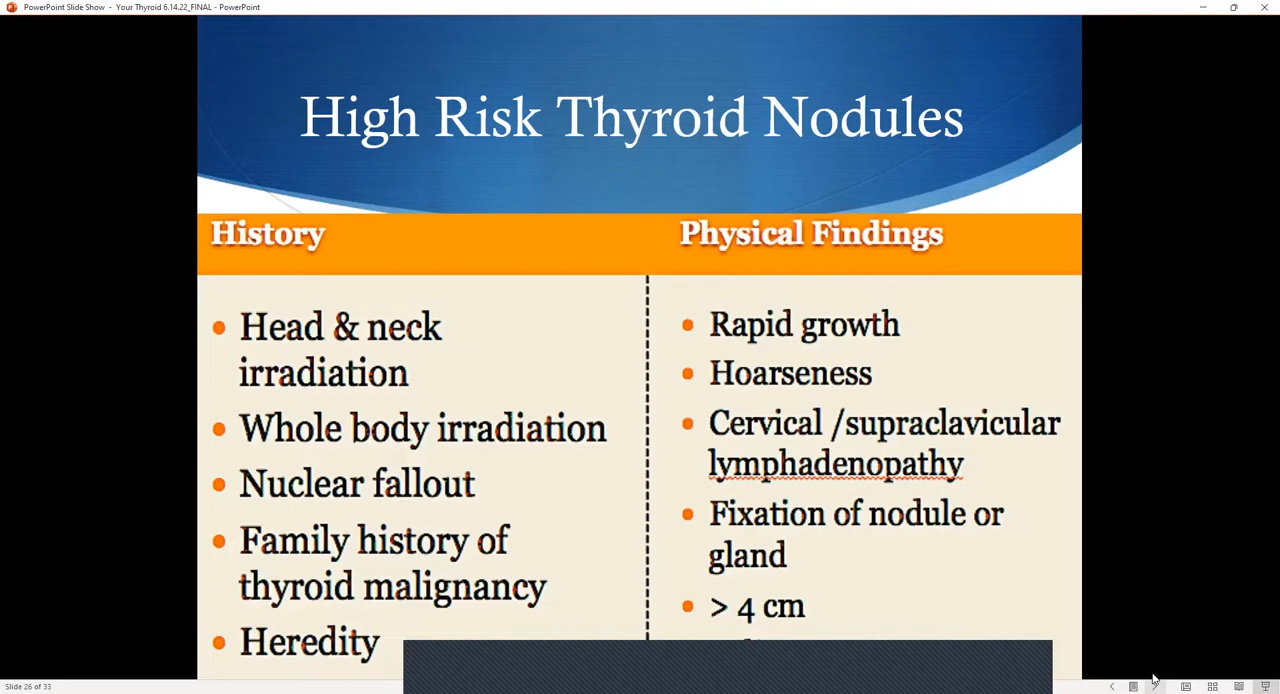 PowerPoint Slide Show - Your Thyroid 6.14.22_FINAL - PowerPoint
High Risk Thyroid Nodules
History
Physical Findings
Head & neck
irradiation
Whole body irradiation
Nuclear fallout
Family history of
thyroid malignancy
Heredity
Rapid growth
Hoarseness
Cervical /supraclavicular
lymphadenopathy
Fixation of nodule or
gland
> 4 cm
Slide 26 of 33